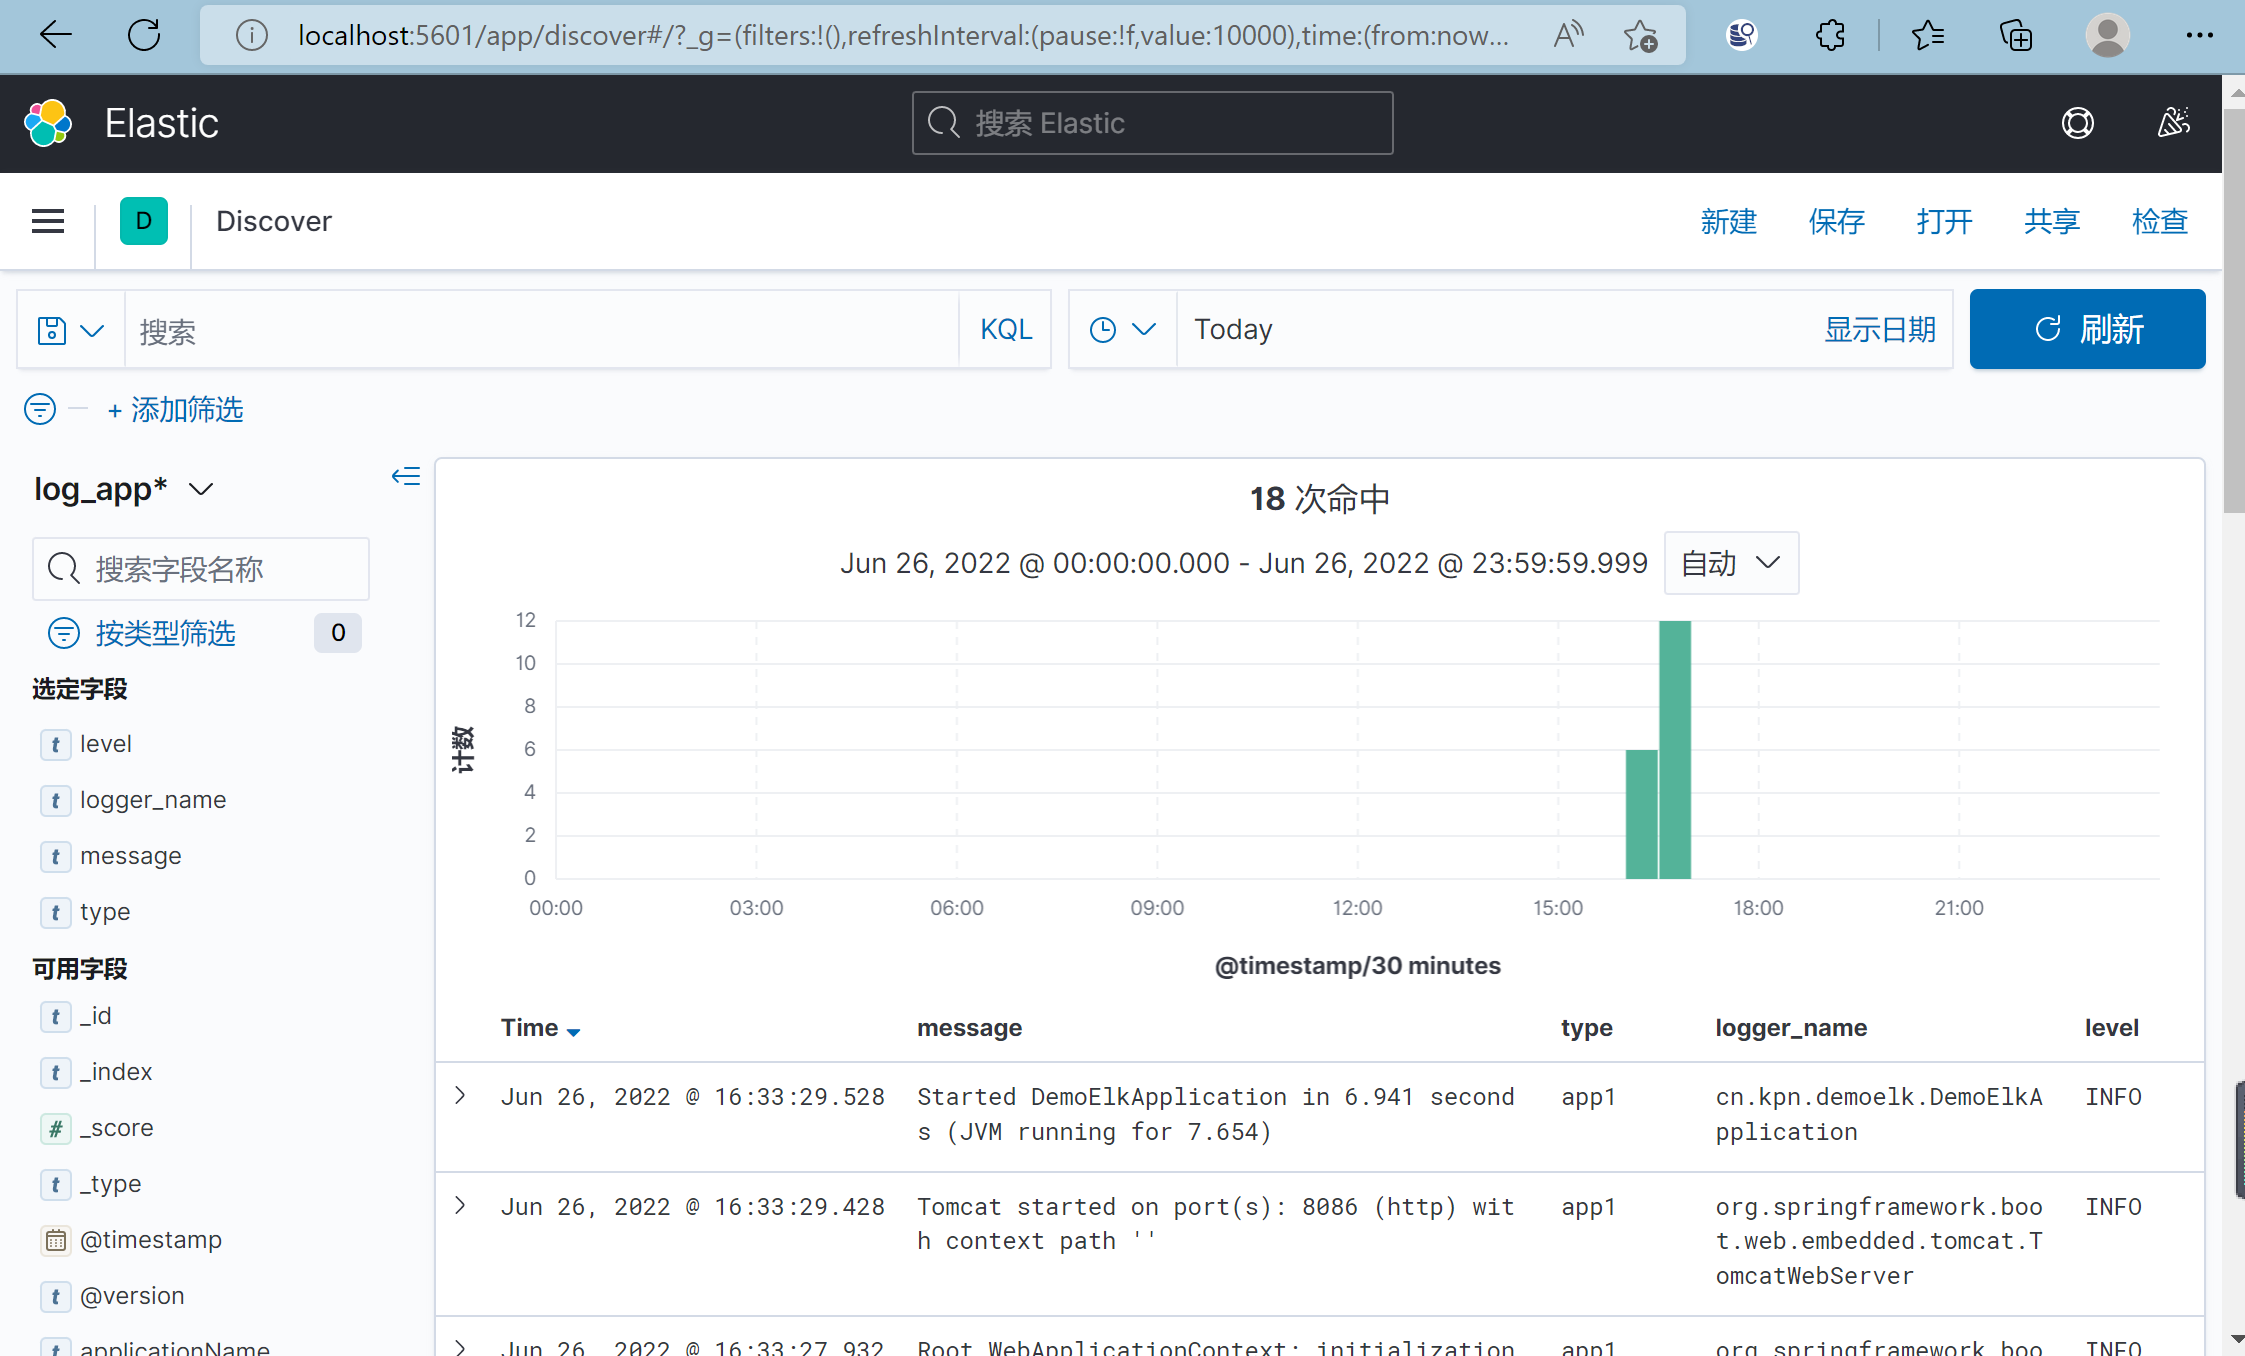 localhost:5601/app/discover#/?_g=(filters:!(),refreshInterval:(pause:!f,value:10000),time:(from:now...
Elastic
搜索 Elastic
D
Discover
新建
保存
打开
共享
检查
搜索
KQL
Today
显示日期
刷新
+ 添加筛选
log_app*
搜索字段名称
按类型筛选
0
选定字段
t level
t logger_name
t message
t type
可用字段
t _id
t _index
# _score
t _type
@timestamp
t @version
t applicationName
18 次命中
Jun 26, 2022 @ 00:00:00.000 - Jun 26, 2022 @ 23:59:59.999
自动
计数
12
10
8
6
4
2
0
00:00
03:00
06:00
09:00
12:00
15:00
18:00
21:00
@timestamp/30 minutes
Time
message
type
logger_name
level
Jun 26, 2022 @ 16:33:29.528
Started DemoElkApplication in 6.941 second
s (JVM running for 7.654)
app1
cn.kpn.demoelk.DemoElkA
pplication
INFO
Jun 26, 2022 @ 16:33:29.428
Tomcat started on port(s): 8086 (http) wit
h context path ''
app1
org.springframework.boo
t.web.embedded.tomcat.T
omcatWebServer
INFO
Jun 26, 2022 @ 16:33:27.932
Root WebApplicationContext: initialization
app1
org.springframework.boo
INFO